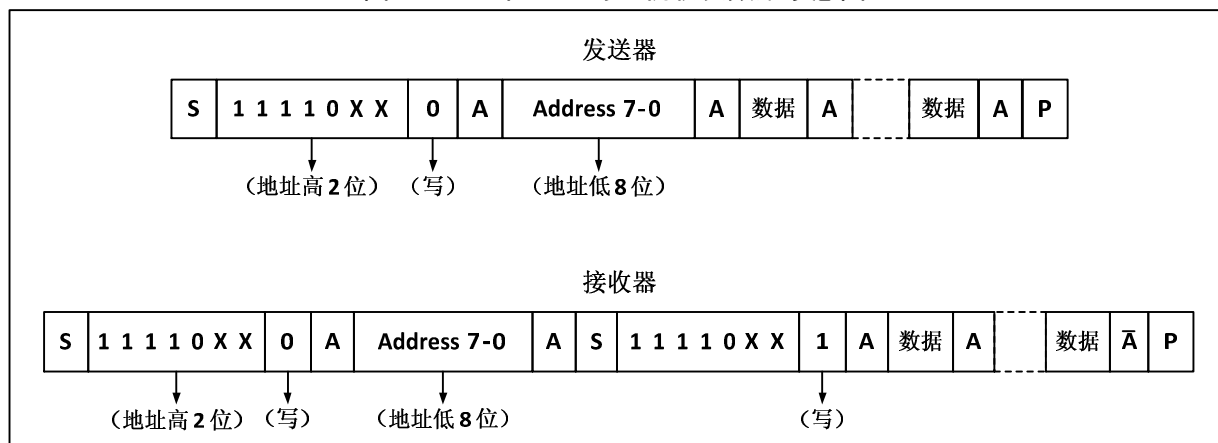 发送器
S 1 1 1 1 0 X X 0 A Address 7-0 A 数据 A 数据 A P
（地址高 2 位） （写） （地址低 8 位）
接收器
S 1 1 1 1 0 X X 0 A Address 7-0 A S 1 1 1 1 0 X X 1 A 数据 A 数据 A̅ P
（地址高 2 位） （写） （地址低 8 位） （写）